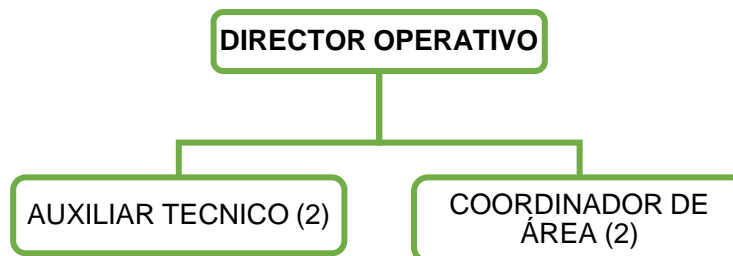 DIRECTOR OPERATIVO
AUXILIAR TECNICO (2)
COORDINADOR DE
ÁREA (2)